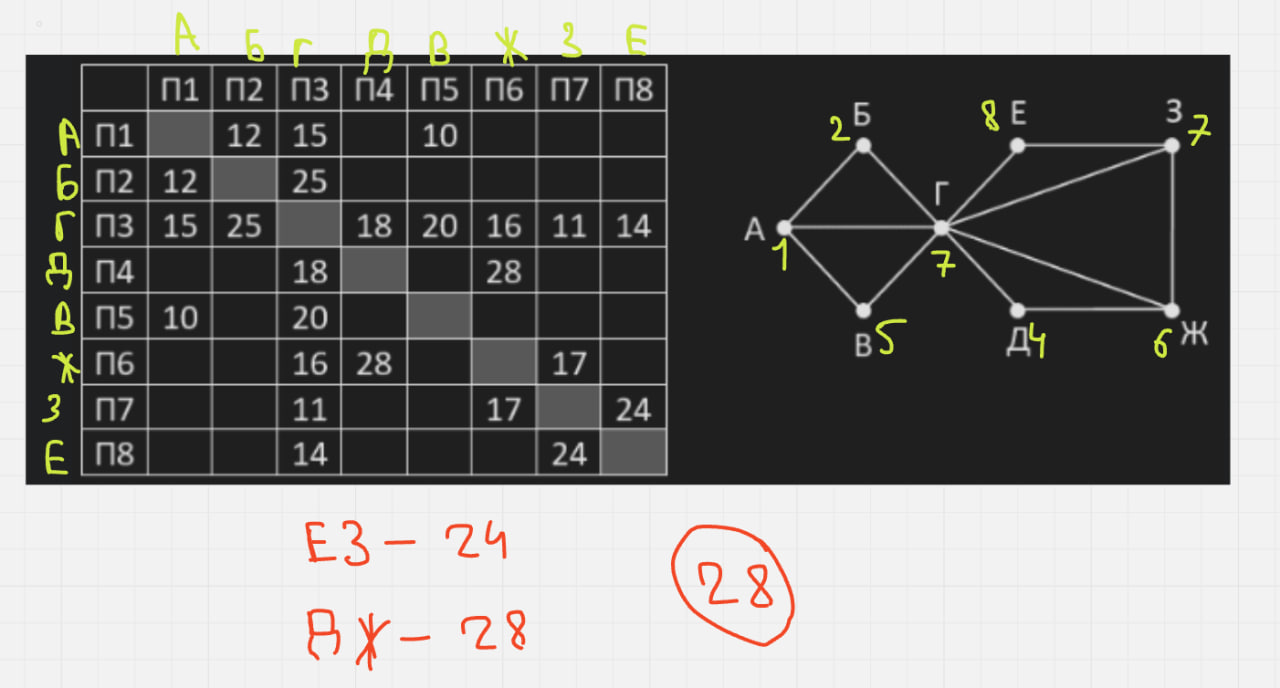 А Б Г Д В Ж З Е
П1 П2 П3 П4 П5 П6 П7 П8
А П1 12 15 10
Б П2 12 25
Г П3 15 25 18 20 16 11 14
Д П4 18 28
В П5 10 20
Ж П6 16 28 17
З П7 11 17 24
Е П8 14 24
2 Б 8 Е З 7
А 1 Г 7
В 5 Д 4 6 Ж
ЕЗ – 24
ДЖ – 28
28